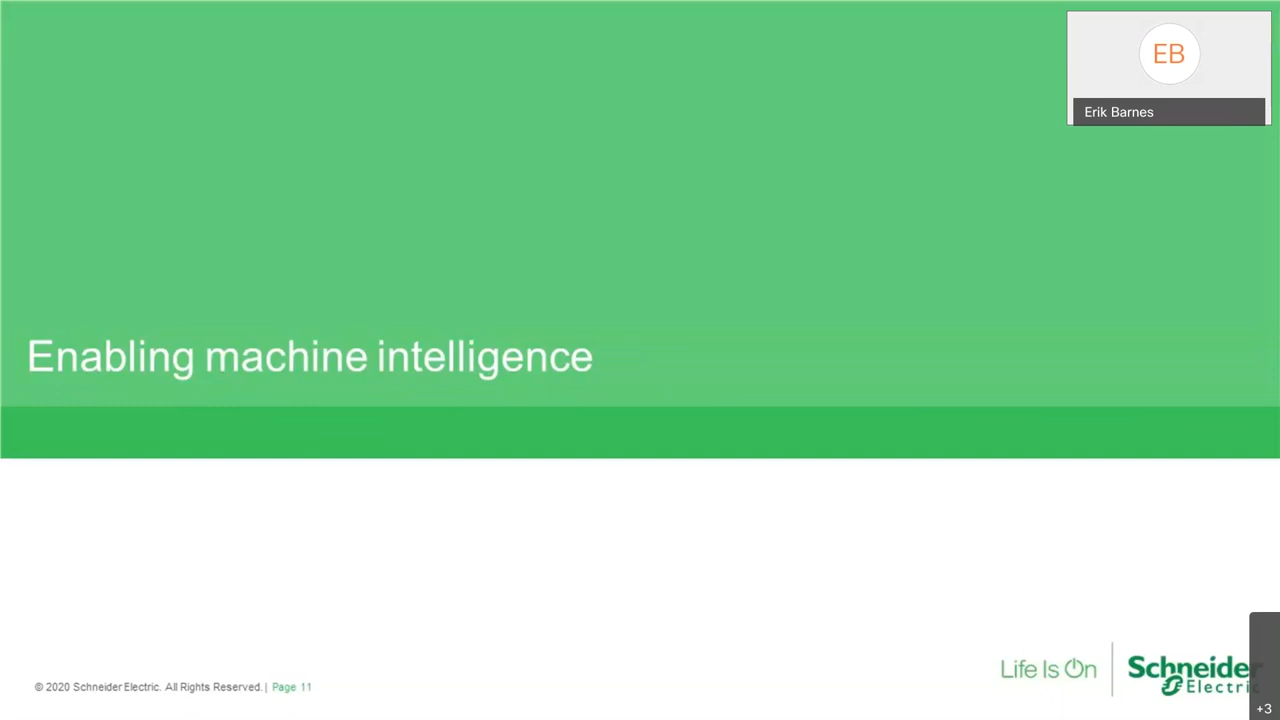 EB
Erik Barnes
Enabling machine intelligence
Life Is On
Schneider
Electric
© 2020 Schneider Electric. All Rights Reserved. | Page 11
+3